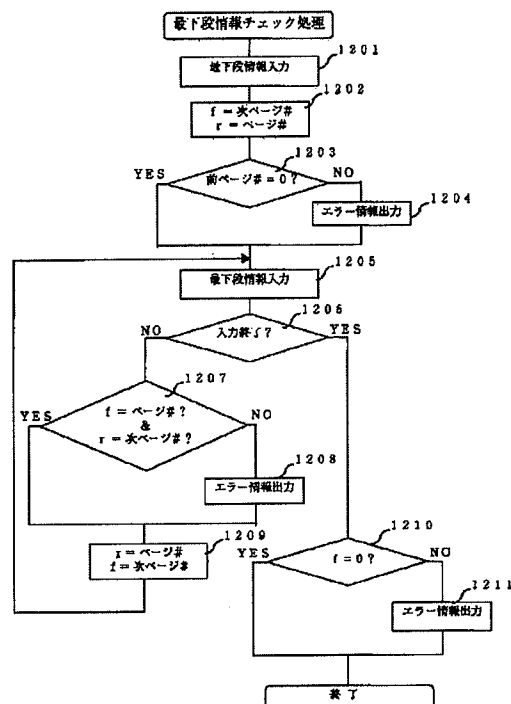 最下段情報チェック処理
1201
最下段情報入力
1202
f = 次ページ#
r = ページ#
1203
YES
前ページ# = 0 ?
NO
1204
エラー情報出力
1205
最下段情報入力
1206
NO
入力終了?
YES
1207
YES
f = ページ# ?
&
r = 次ページ# ?
NO
1208
エラー情報出力
1209
r = ページ#
f = 次ページ#
1210
YES
f = 0 ?
NO
1211
エラー情報出力
終了